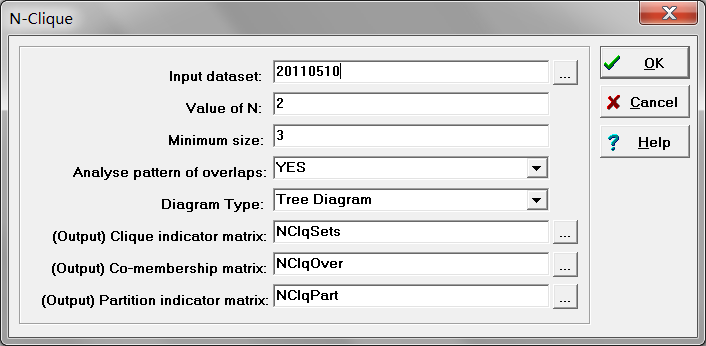 N-Clique
Input dataset: 20110510 ... OK
Value of N: 2 Cancel
Minimum size: 3 Help
Analyse pattern of overlaps: YES
Diagram Type: Tree Diagram
(Output) Clique indicator matrix: NClqSets ...
(Output) Co-membership matrix: NClqOver ...
(Output) Partition indicator matrix: NClqPart ...